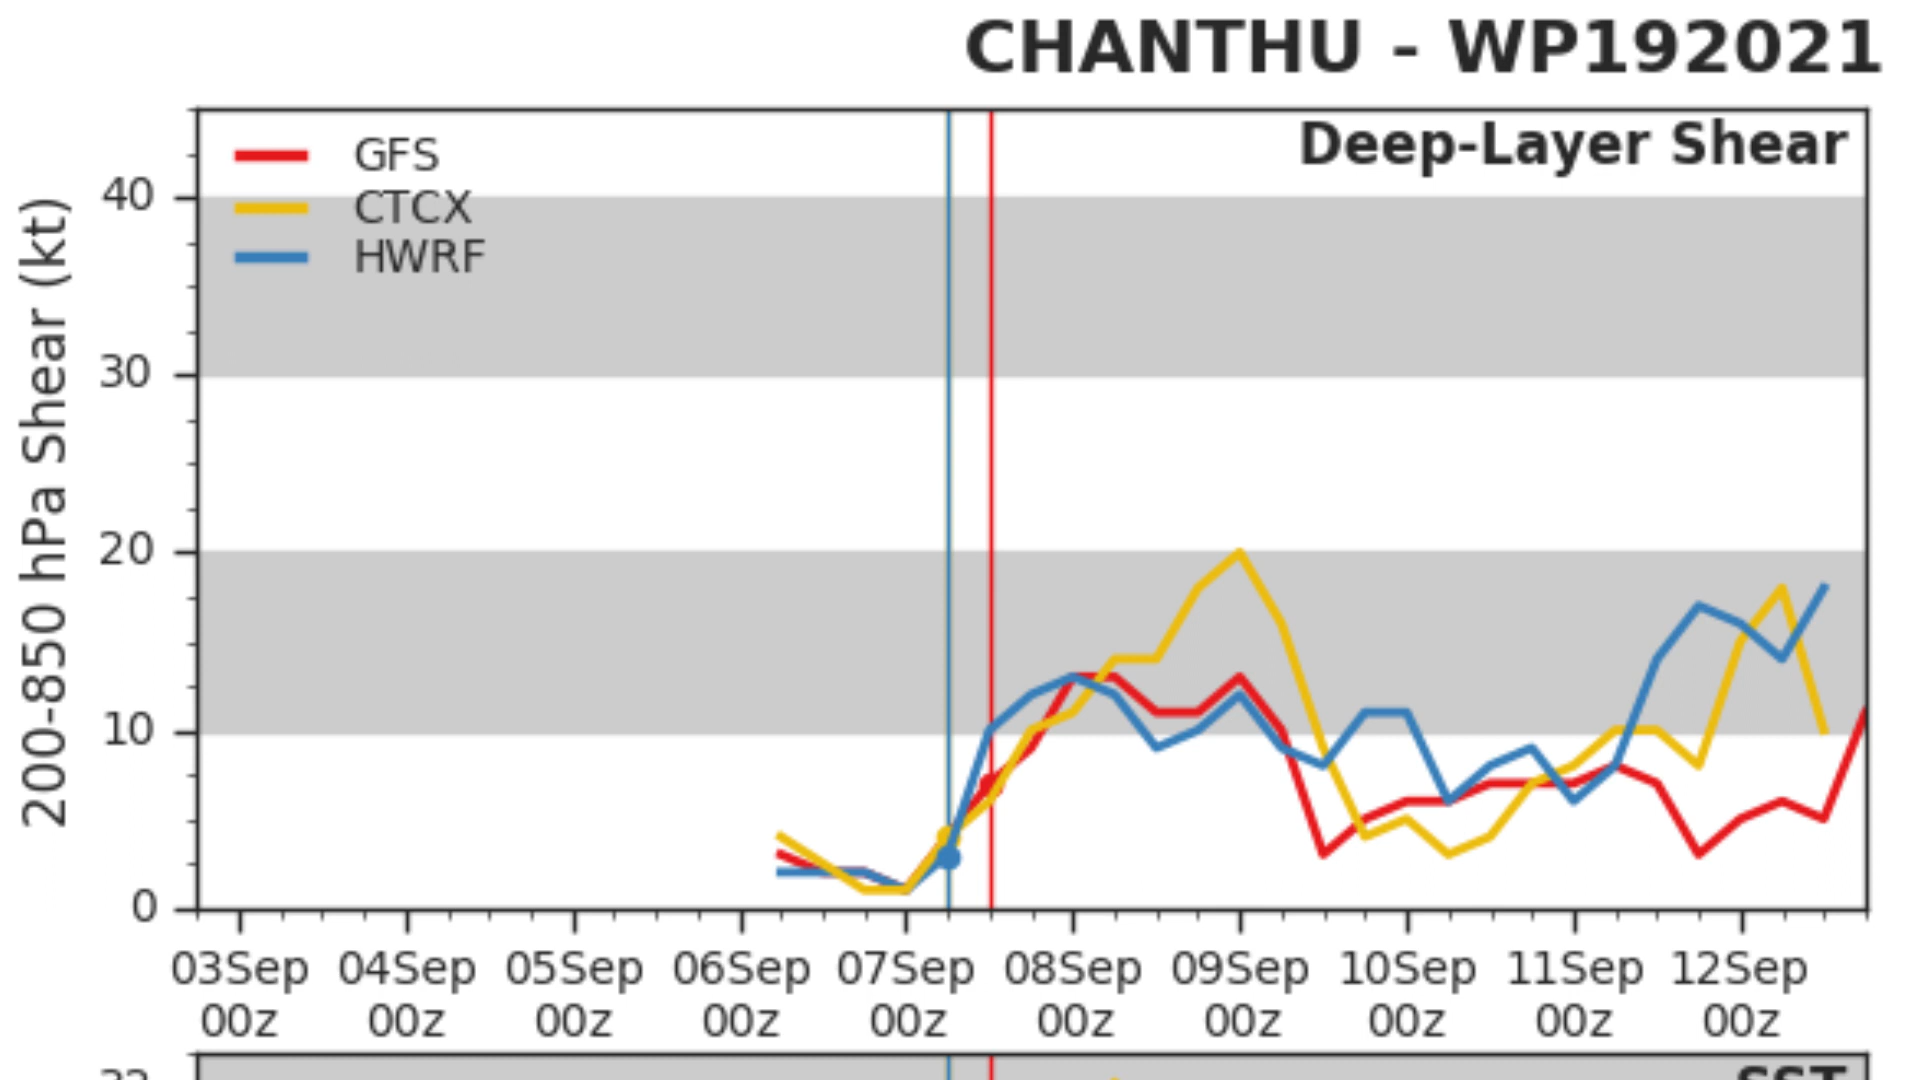 CHANTHU - WP192021
Deep-Layer Shear
GFS
CTCX
HWRF
200-850 hPa Shear (kt)
40
30
20
10
0
03Sep 04Sep 05Sep 06Sep 07Sep 08Sep 09Sep 10Sep 11Sep 12Sep
00z 00z 00z 00z 00z 00z 00z 00z 00z 00z
32
SST